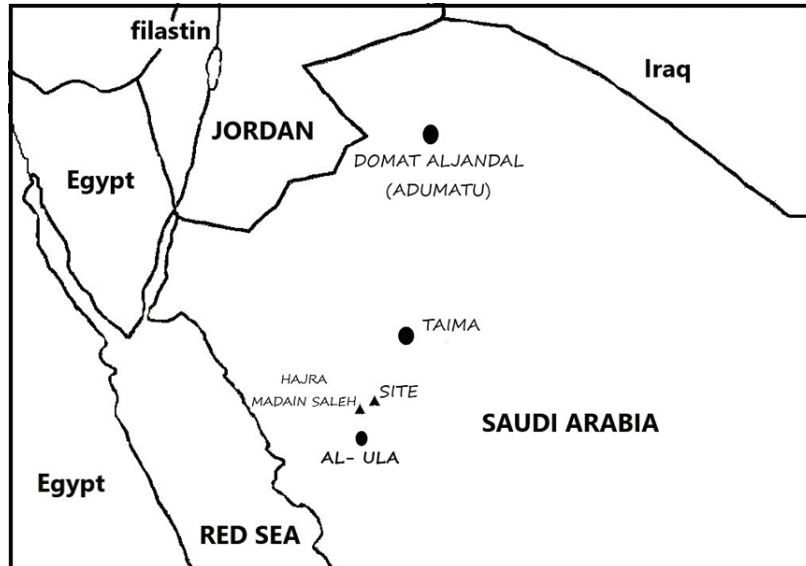 filastin
Iraq
JORDAN
DOMAT ALJANDAL
(ADUMATU)
Egypt
TAIMA
HAJRA
MADAIN SALEH
SITE
SAUDI ARABIA
AL- ULA
Egypt
RED SEA